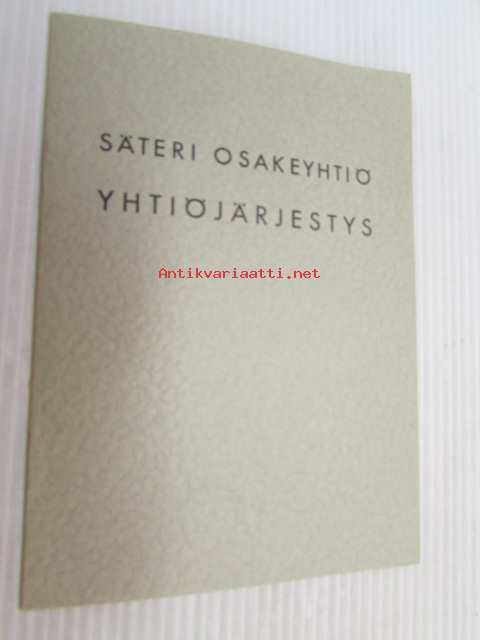 SÄTERI OSAKEYHTIÖ
YHTIÖJÄRJESTYS
Antikvariaatti.net